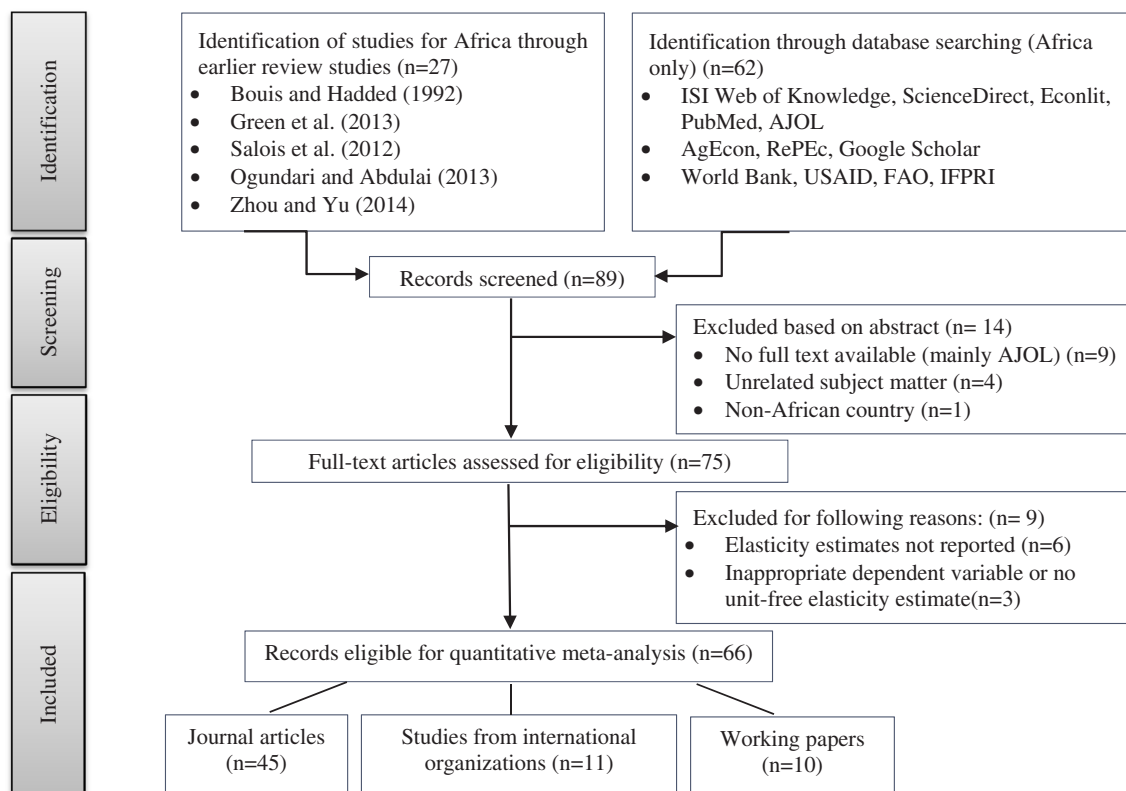 Identification
Identification of studies for Africa through
earlier review studies (n=27)
• Bouis and Hadded (1992)
• Green et al. (2013)
• Salois et al. (2012)
• Ogundari and Abdulai (2013)
• Zhou and Yu (2014)
Identification through database searching (Africa
only) (n=62)
• ISI Web of Knowledge, ScienceDirect, Econlit,
PubMed, AJOL
• AgEcon, RePEc, Google Scholar
• World Bank, USAID, FAO, IFPRI
Screening
Records screened (n=89)
Excluded based on abstract (n= 14)
• No full text available (mainly AJOL) (n=9)
• Unrelated subject matter (n=4)
• Non-African country (n=1)
Eligibility
Full-text articles assessed for eligibility (n=75)
Excluded for following reasons: (n= 9)
• Elasticity estimates not reported (n=6)
• Inappropriate dependent variable or no
unit-free elasticity estimate(n=3)
Included
Records eligible for quantitative meta-analysis (n=66)
Journal articles
(n=45)
Studies from international
organizations (n=11)
Working papers
(n=10)